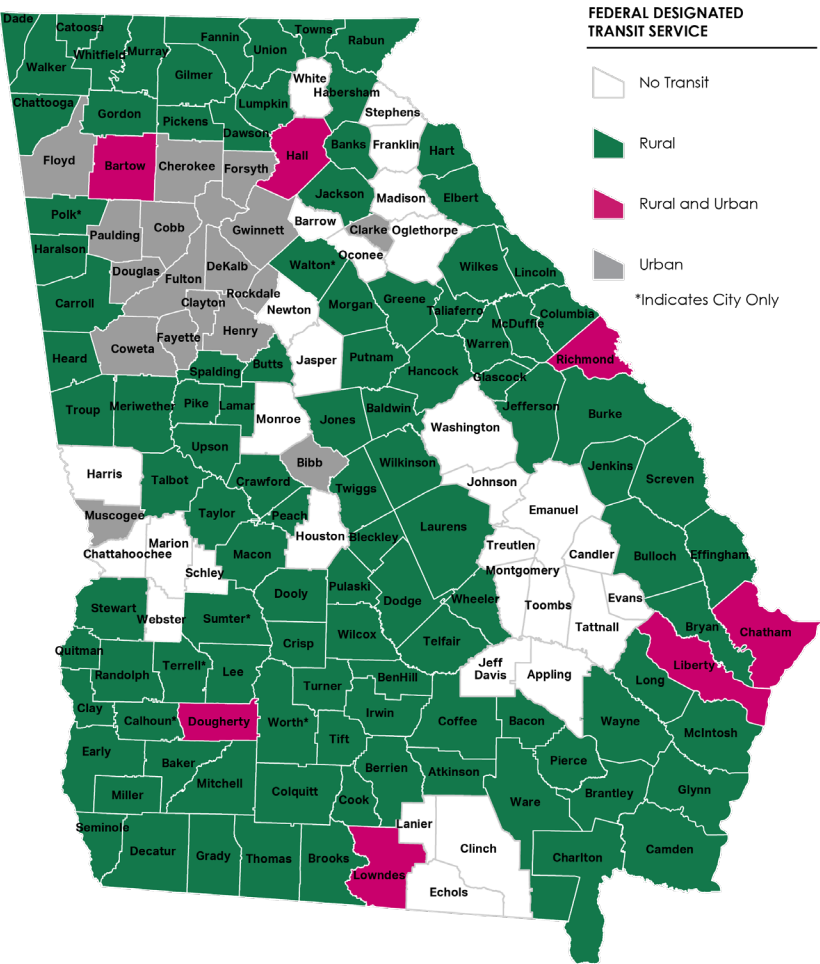 FEDERAL DESIGNATED
TRANSIT SERVICE
No Transit
Rural
Rural and Urban
Urban
*Indicates City Only
Dade
Catoosa
Whitfield
Murray
Fannin
Union
Towns
Rabun
Walker
Gilmer
White
Habersham
Chattooga
Gordon
Pickens
Lumpkin
Stephens
Dawson
Banks
Franklin
Hart
Floyd
Bartow
Cherokee
Forsyth
Hall
Jackson
Madison
Elbert
Polk*
Paulding
Cobb
Gwinnett
Barrow
Clarke
Oglethorpe
Haralson
Douglas
Fulton
DeKalb
Walton*
Oconee
Wilkes
Lincoln
Carroll
Clayton
Rockdale
Newton
Morgan
Greene
Taliaferro
McDuffie
Columbia
Heard
Coweta
Fayette
Henry
Butts
Jasper
Putnam
Hancock
Warren
Glascock
Richmond
Spalding
Troup
Meriwether
Pike
Lamar
Monroe
Jones
Baldwin
Washington
Jefferson
Burke
Upson
Harris
Talbot
Crawford
Bibb
Twiggs
Wilkinson
Johnson
Jenkins
Screven
Emanuel
Muscogee
Taylor
Peach
Houston
Bleckley
Laurens
Treutlen
Candler
Bulloch
Effingham
Chattahoochee
Marion
Schley
Macon
Montgomery
Stewart
Webster
Sumter*
Dooly
Pulaski
Dodge
Wheeler
Toombs
Evans
Tattnall
Bryan
Chatham
Quitman
Randolph
Terrell*
Lee
Crisp
Wilcox
Telfair
Jeff
Davis
Appling
Long
Liberty
Clay
Calhoun*
Dougherty
Worth*
Turner
BenHill
Irwin
Coffee
Bacon
Wayne
McIntosh
Early
Baker
Mitchell
Tift
Berrien
Atkinson
Pierce
Brantley
Glynn
Miller
Colquitt
Cook
Ware
Seminole
Decatur
Grady
Thomas
Brooks
Lowndes
Lanier
Clinch
Echols
Charlton
Camden